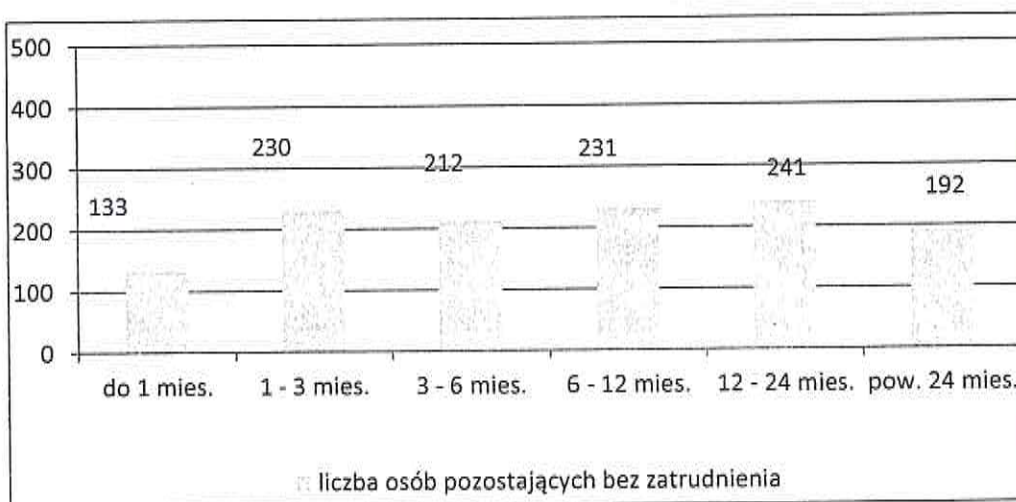 500
400
300
200
100
0
133
230
212
231
241
192
do 1 mies.
1 - 3 mies.
3 - 6 mies.
6 - 12 mies.
12 - 24 mies.
pow. 24 mies.
liczba osób pozostających bez zatrudnienia